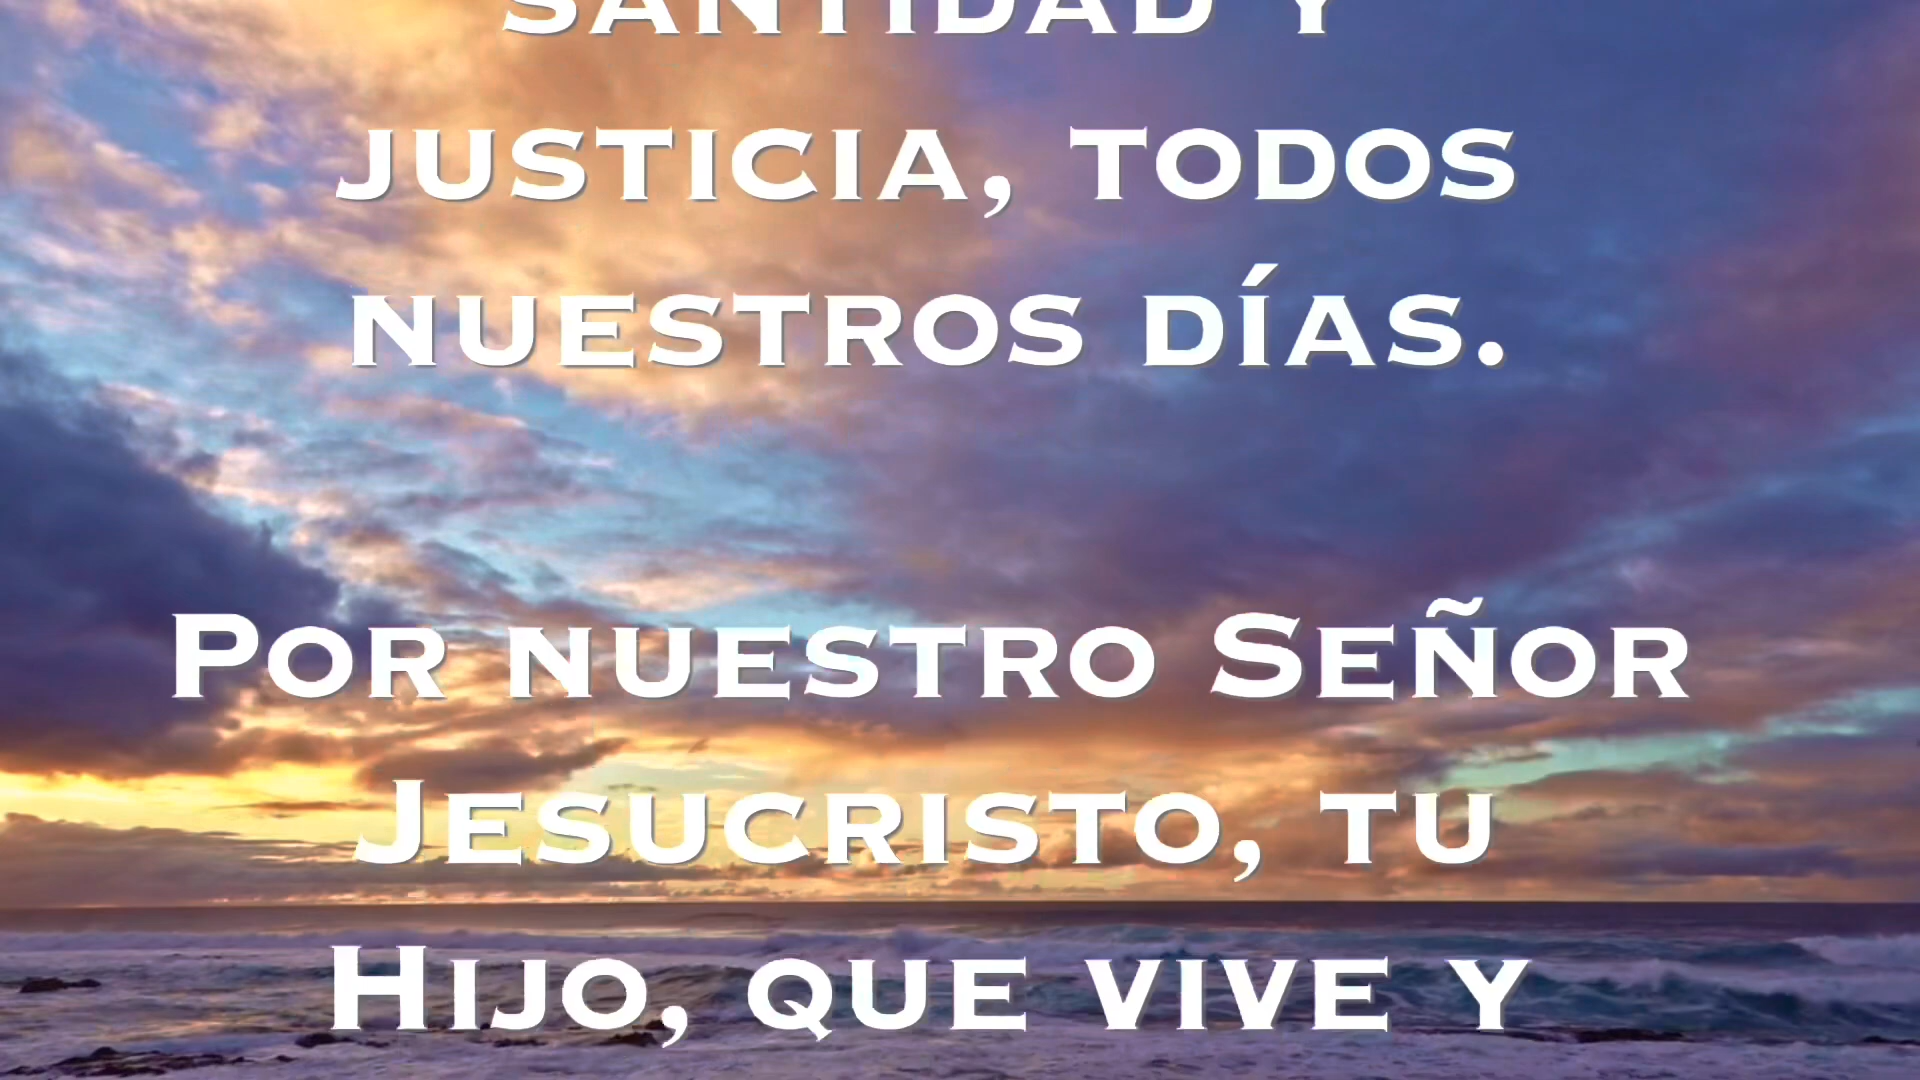 SANTIDAD Y
JUSTICIA, TODOS
NUESTROS DÍAS.
POR NUESTRO SEÑOR
JESUCRISTO, TU
HIJO, QUE VIVE Y